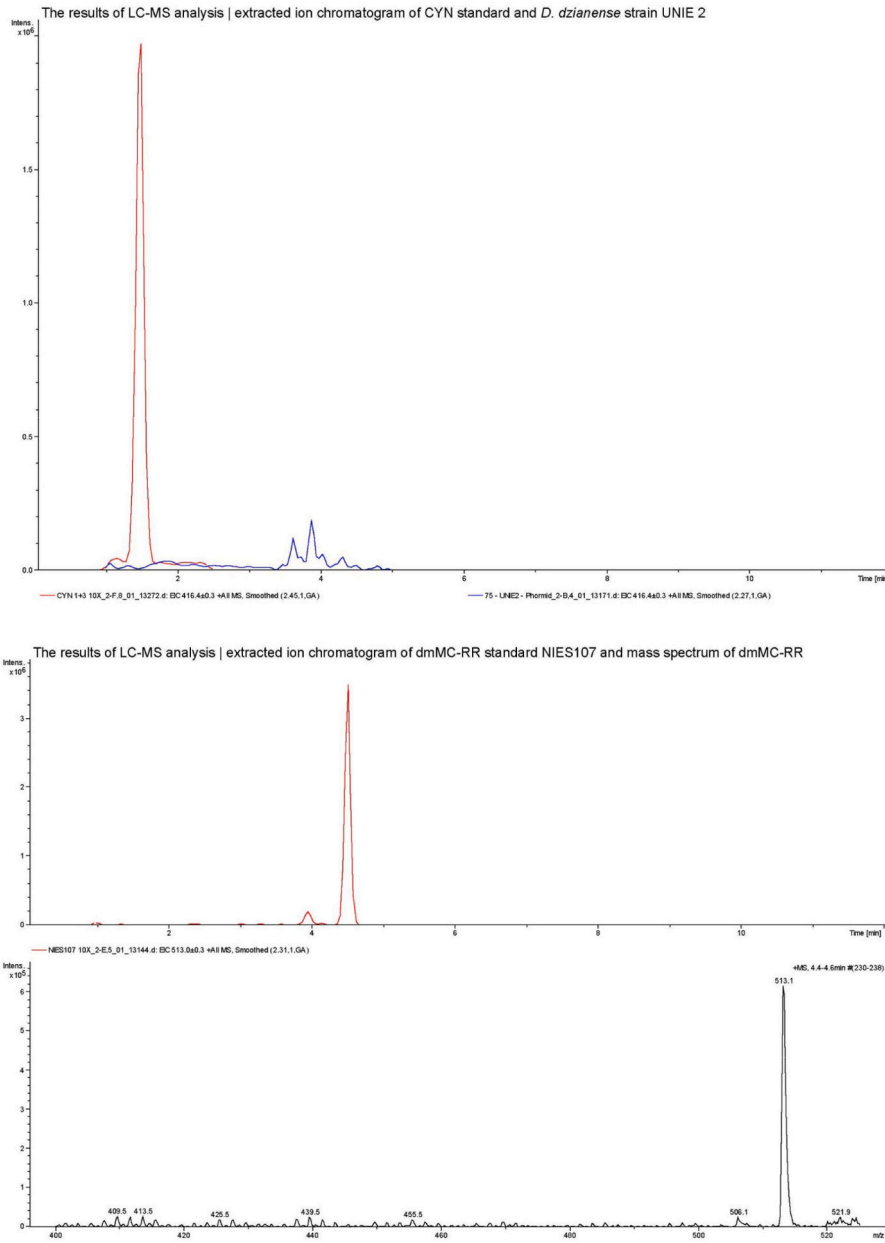 The results of LC-MS analysis | extracted ion chromatogram of CYN standard and D. dzianense strain UNIE 2
Intens.
x10⁶
1.5
1.0
0.5
0.0
2 4 6 8 10 Time [min]
CYN 1+3 10X_2-F,8_01_13272.d: EIC 416.4±0.3 +All MS, Smoothed (2.45,1,GA) 75 - UNIE2 - Phormid_2-B,4_01_13171.d: EIC 416.4±0.3 +All MS, Smoothed (2.27,1,GA)
The results of LC-MS analysis | extracted ion chromatogram of dmMC-RR standard NIES107 and mass spectrum of dmMC-RR
Intens.
x10⁶
3
2
1
0
2 4 6 8 10 Time [min]
NIES107 10X_2-E,5_01_13144.d: EIC 513.0±0.3 +All MS, Smoothed (2.31,1,GA)
Intens.
x10⁵
+MS, 4.4-4.6min #(230-238)
513.1
6
5
4
3
2
1
409.5 413.5 425.5 439.5 455.5 506.1 521.9
0
400 420 440 460 480 500 520 m/z